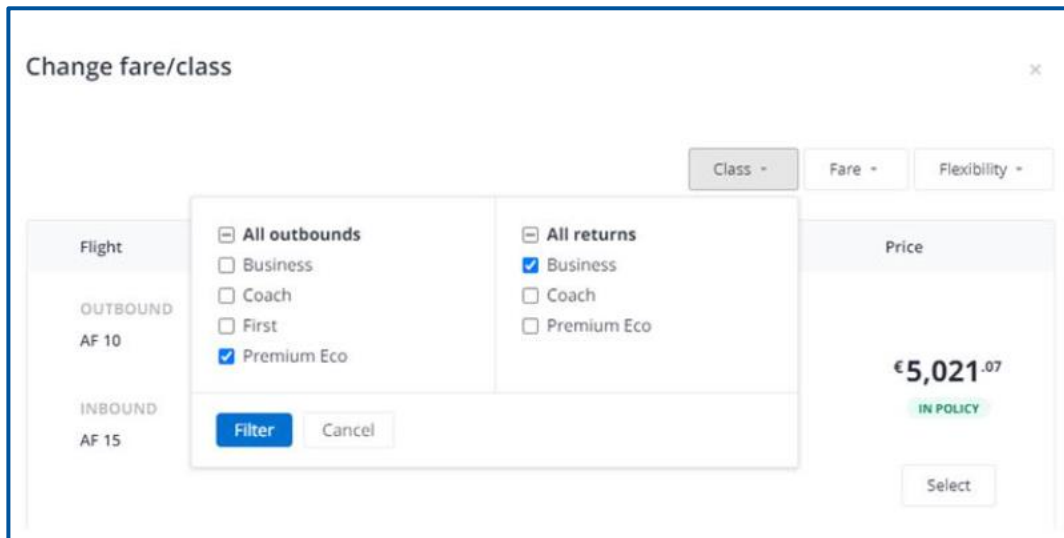 Change fare/class
×
Class Fare Flexibility
Flight Price
All outbounds
Business
Coach
First
Premium Eco
All returns
Business
Coach
Premium Eco
OUTBOUND
AF 10
INBOUND
AF 15
Filter Cancel
€5,021.07
IN POLICY
Select